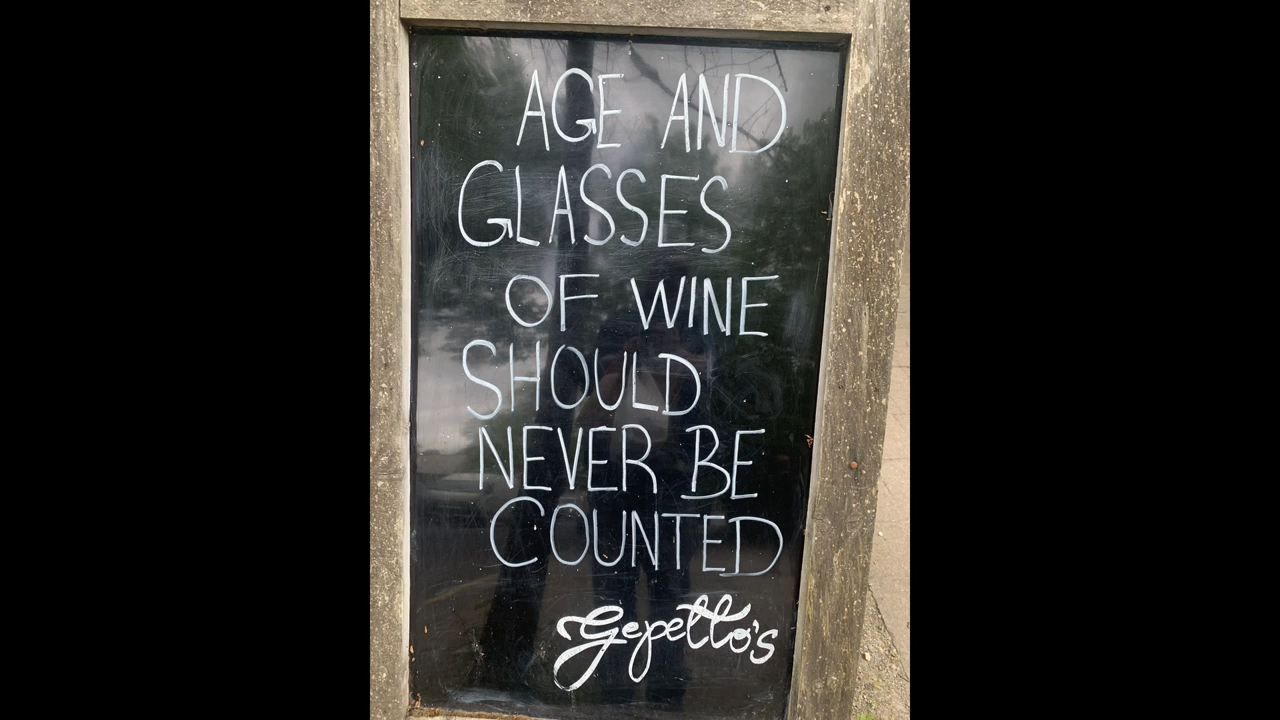 AGE AND
GLASSES
OF WINE
SHOULD
NEVER BE
COUNTED
Gepetto's